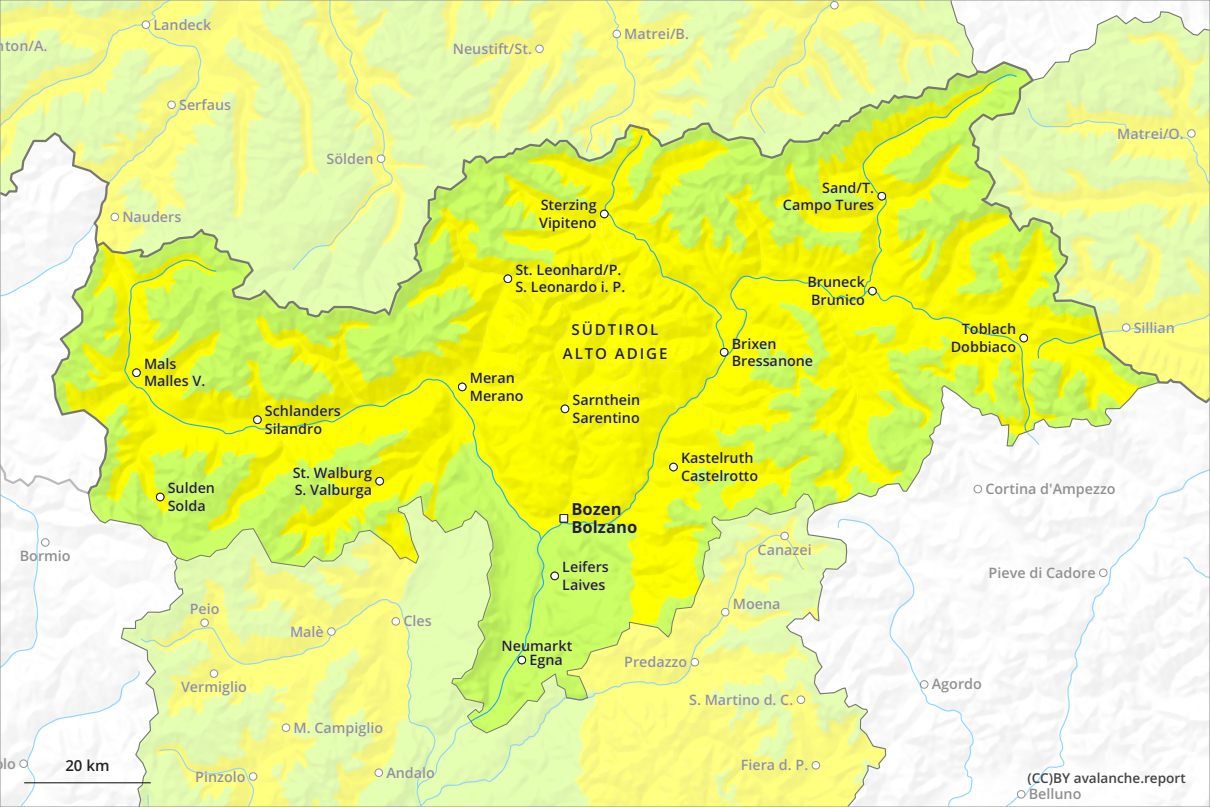 Landeck
Matrei/B.
nton/A.
Neustift/St.
Serfaus
Matrei/O.
Sölden
Sand/T.
Campo Tures
Sterzing
Vipiteno
Nauders
St. Leonhard/P.
S. Leonardo i. P.
Bruneck
Brunico
SÜDTIROL
ALTO ADIGE
Toblach
Dobbiaco
Sillian
Brixen
Bressanone
Mals
Malles V.
Meran
Merano
Sarnthein
Sarentino
Schlanders
Silandro
Kastelruth
Castelrotto
St. Walburg
S. Valburga
Sulden
Solda
Cortina d'Ampezzo
Bozen
Bolzano
Bormio
Canazei
Leifers
Laives
Pieve di Cadore
Peio
Moena
Cles
Malè
Neumarkt
Egna
Predazzo
Vermiglio
Agordo
S. Martino d. C.
M. Campiglio
20 km
olo
Pinzolo
Andalo
Fiera d. P.
(CC)BY avalanche.report
Belluno